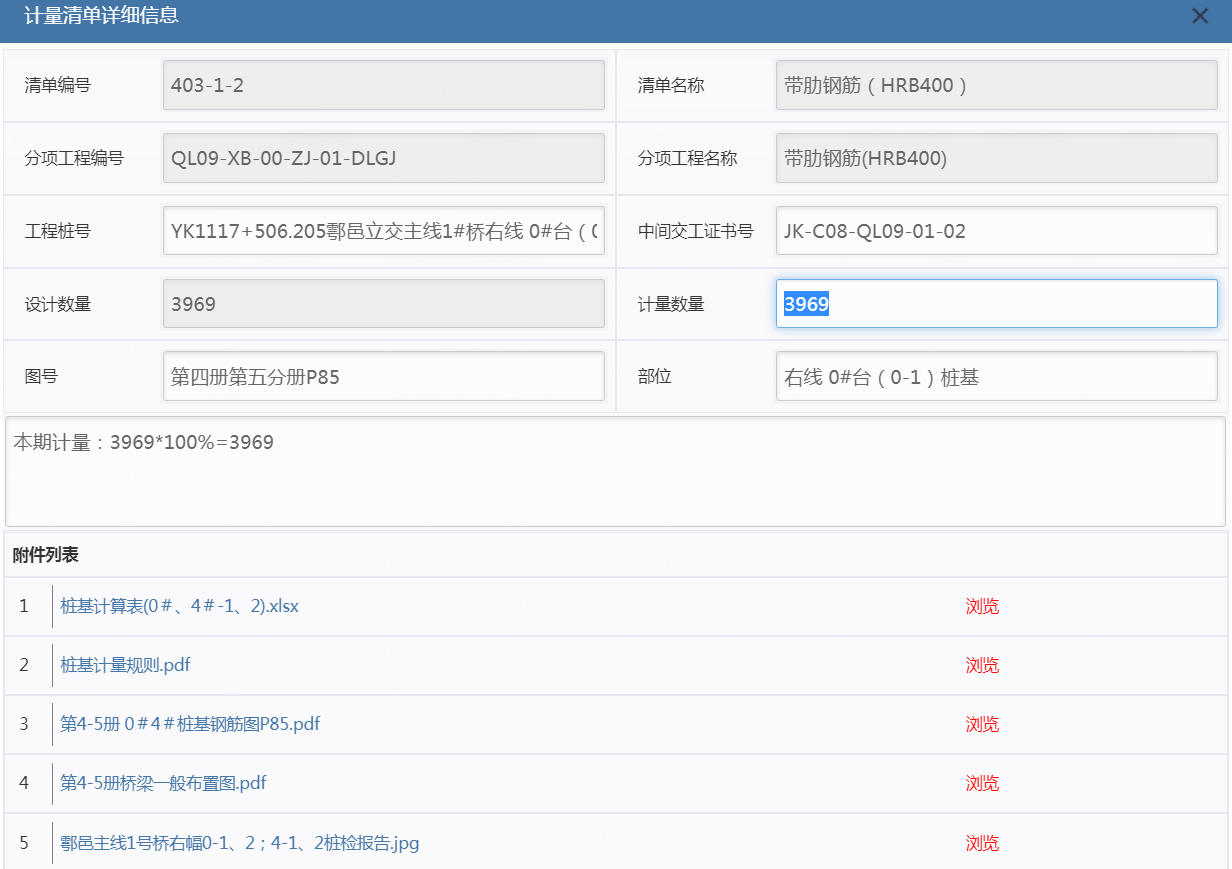 计量清单详细信息
清单编号 403-1-2 清单名称 带肋钢筋（HRB400）
分项工程编号 QL09-XB-00-ZJ-01-DLGJ 分项工程名称 带肋钢筋(HRB400)
工程桩号 YK1117+506.205鄠邑立交主线1#桥右线 0#台（0 中间交工证书号 JK-C08-QL09-01-02
设计数量 3969 计量数量 3969
图号 第四册第五分册P85 部位 右线 0#台（0-1）桩基
本期计量：3969*100%=3969
附件列表
1 桩基计算表(0＃、4＃-1、2).xlsx 浏览
2 桩基计量规则.pdf 浏览
3 第4-5册 0＃4＃桩基钢筋图P85.pdf 浏览
4 第4-5册桥梁一般布置图.pdf 浏览
5 鄠邑主线1号桥右幅0-1、2；4-1、2桩检报告.jpg 浏览